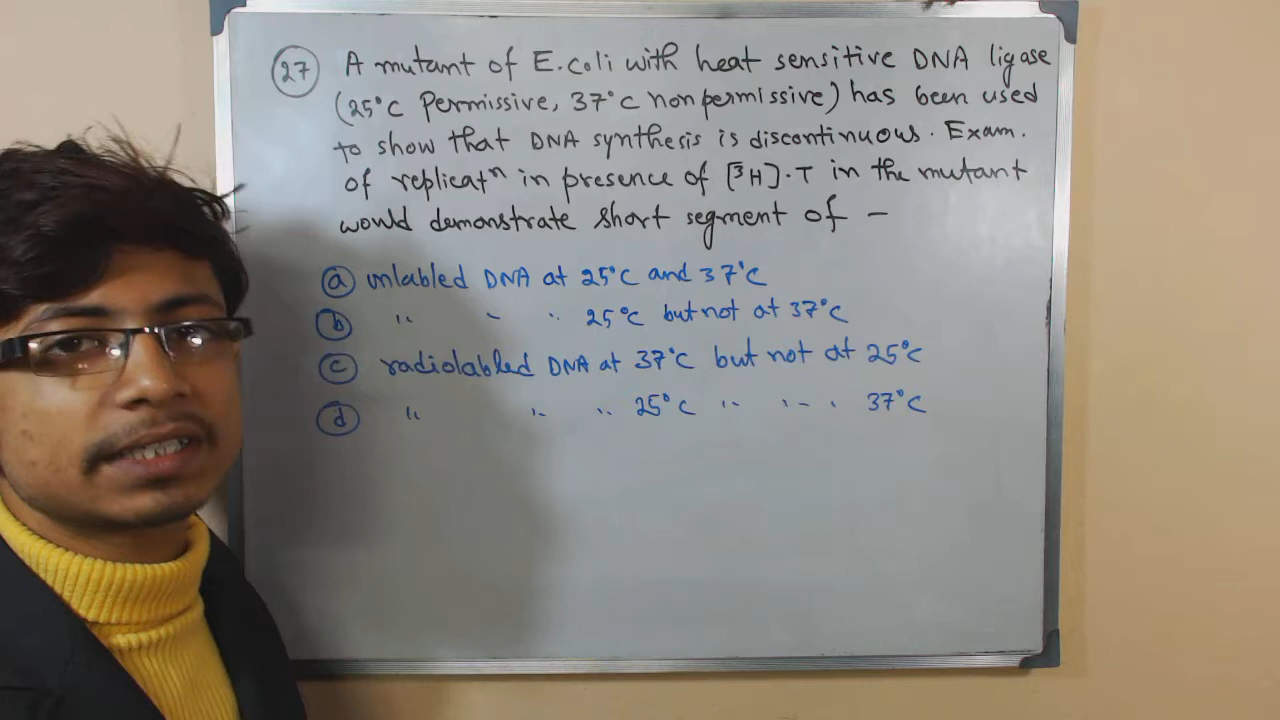 27 A mutant of E.coli with heat sensitive DNA ligase
(25°C Permissive, 37°C nonpermissive) has been used
to show that DNA synthesis is discontinuous. Exam.
of replicatⁿ in presence of [³H]-T in the mutant
would demonstrate short segment of -
a unlabled DNA at 25°C and 37°C
b " " " 25°C but not at 37°C
c radiolabled DNA at 37°C but not at 25°C
d " " " 25°C " " " 37°C